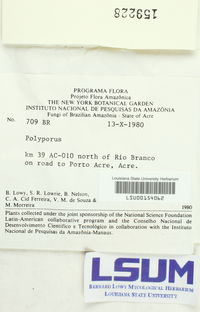 159228
PROGRAMA FLORA
Projeto Flora Amazônica
THE NEW YORK BOTANICAL GARDEN
INSTITUTO NACIONAL DE PESQUISAS DA AMAZÔNIA
Fungi of Brazilian Amazonia - State of Acre
No. 709 BR 13-X-1980
Polyporus
km 39 AC-010 north of Rio Branco
on road to Porto Acre, Acre.
Louisiana State University Herbarium
LSU00154062
B. Lowy, S. R. Lowrie, B. Nelson,
C. A. Cid Ferreira, V. M. de Souza &
M. Morreira
1980
Plants collected under the joint sponsorship of the National Science Foundation
Latin-American collaborative program and the Conselho Nacional de
Desenvolvimento Científico e Tecnológico in collaboration with the Instituto
Nacional de Pesquisas da Amazônia-Manaus.
LSUM
BERNARD LOWY MYCOLOGICAL HERBARIUM
LOUISIANA STATE UNIVERSITY